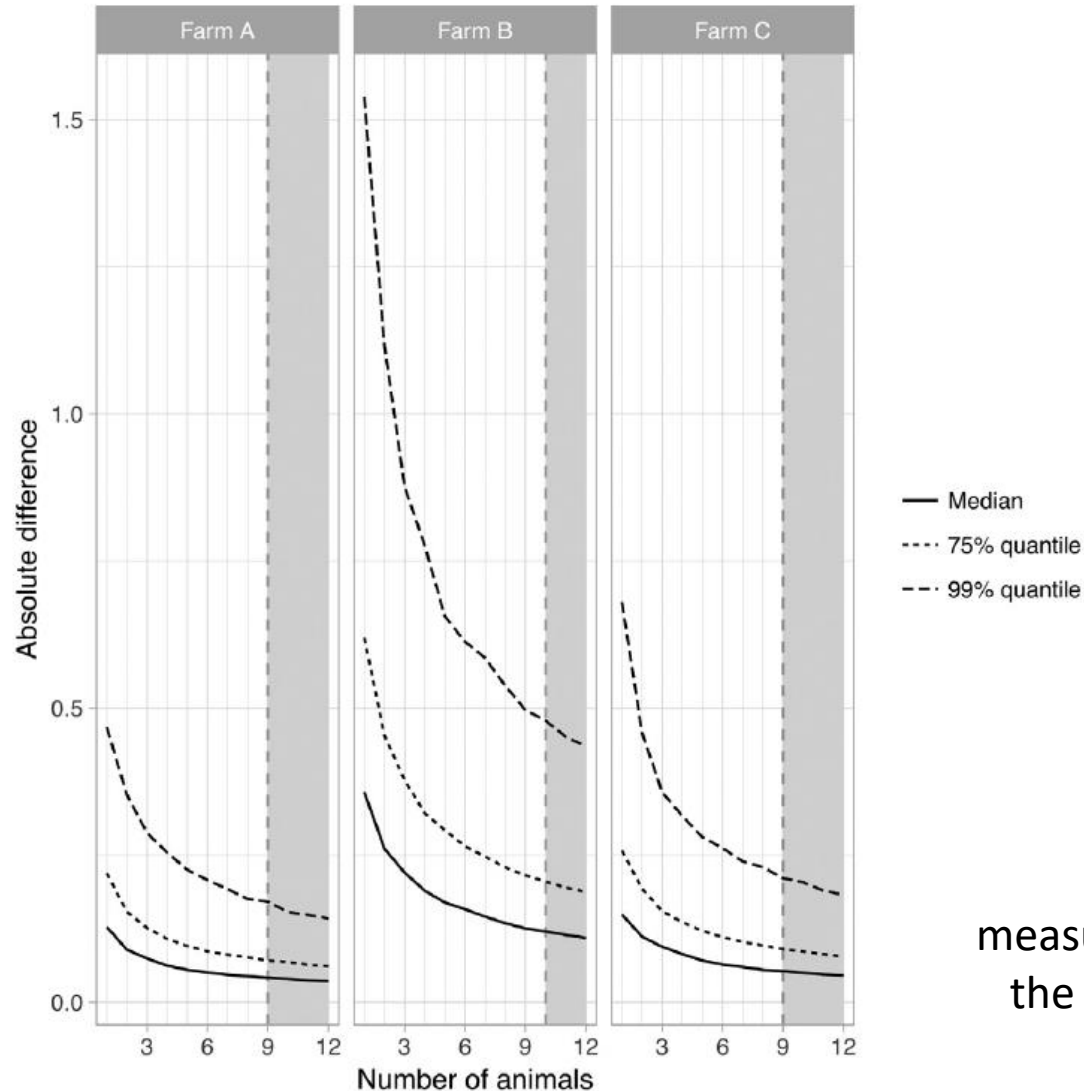 Farm A
Farm B
Farm C
1.5
1.0
0.5
0.0
Absolute difference
3 6 9 12
3 6 9 12
3 6 9 12
Number of animals
Median
75% quantile
99% quantile
the